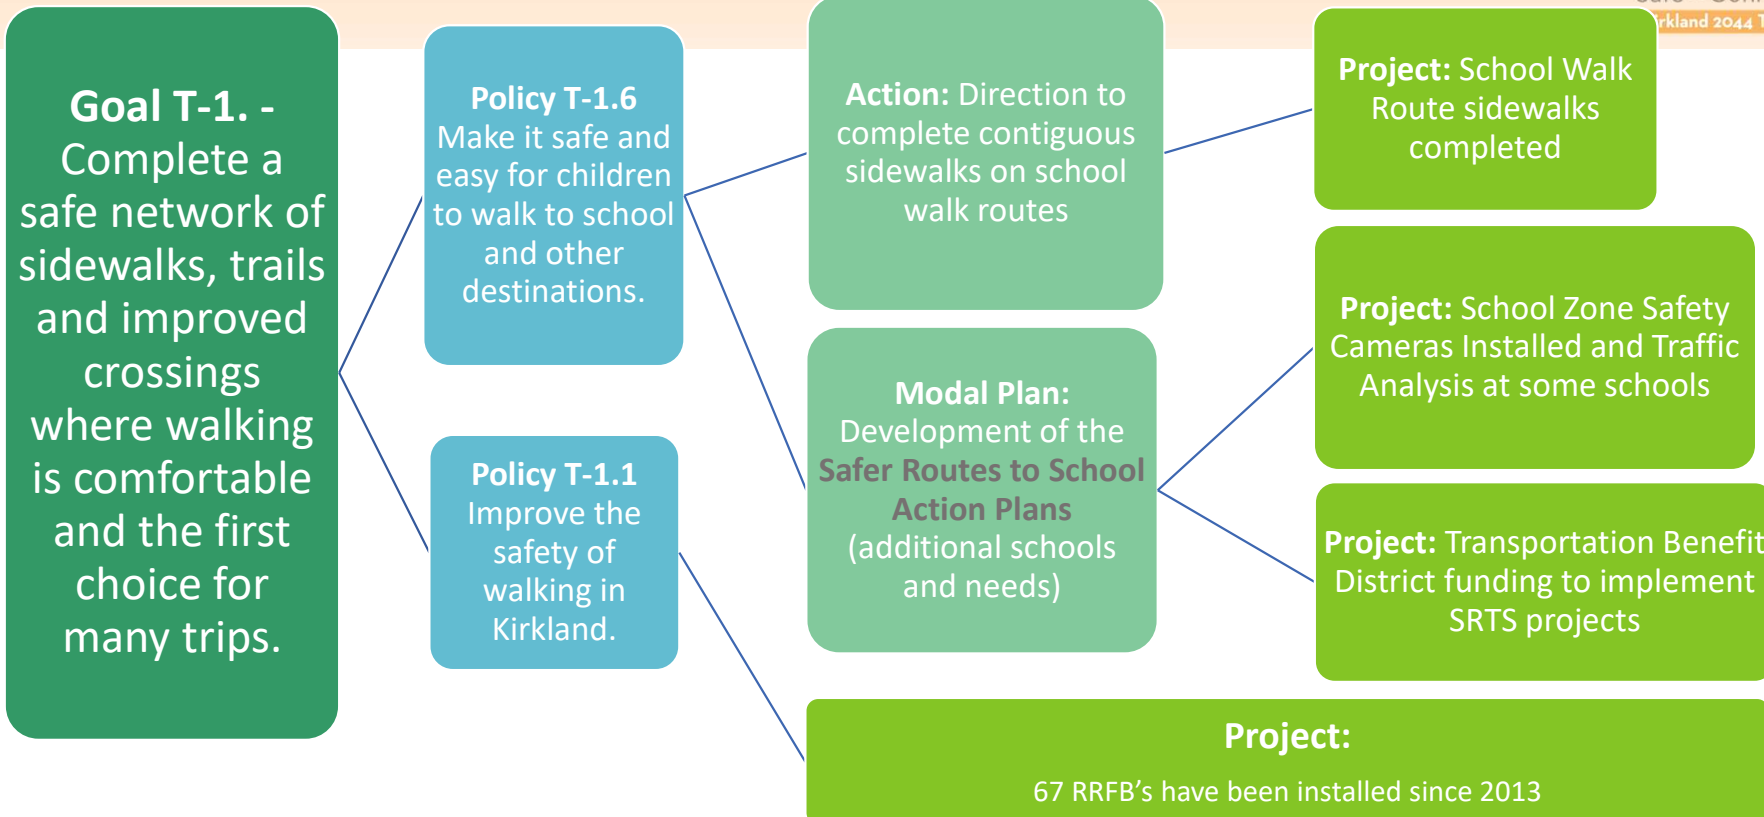 Goal T-1. -
Complete a
safe network of
sidewalks, trails
and improved
crossings
where walking
is comfortable
and the first
choice for
many trips.
Policy T-1.6
Make it safe and
easy for children
to walk to school
and other
destinations.
Policy T-1.1
Improve the
safety of
walking in
Kirkland.
Action: Direction to
complete contiguous
sidewalks on school
walk routes
Modal Plan:
Development of the
Safer Routes to School
Action Plans
(additional schools
and needs)
Project: School Walk
Route sidewalks
completed
Project: School Zone Safety
Cameras Installed and Traffic
Analysis at some schools
Project: Transportation Benefit
District funding to implement
SRTS projects
Project:
67 RRFB's have been installed since 2013
rkland 2044 T